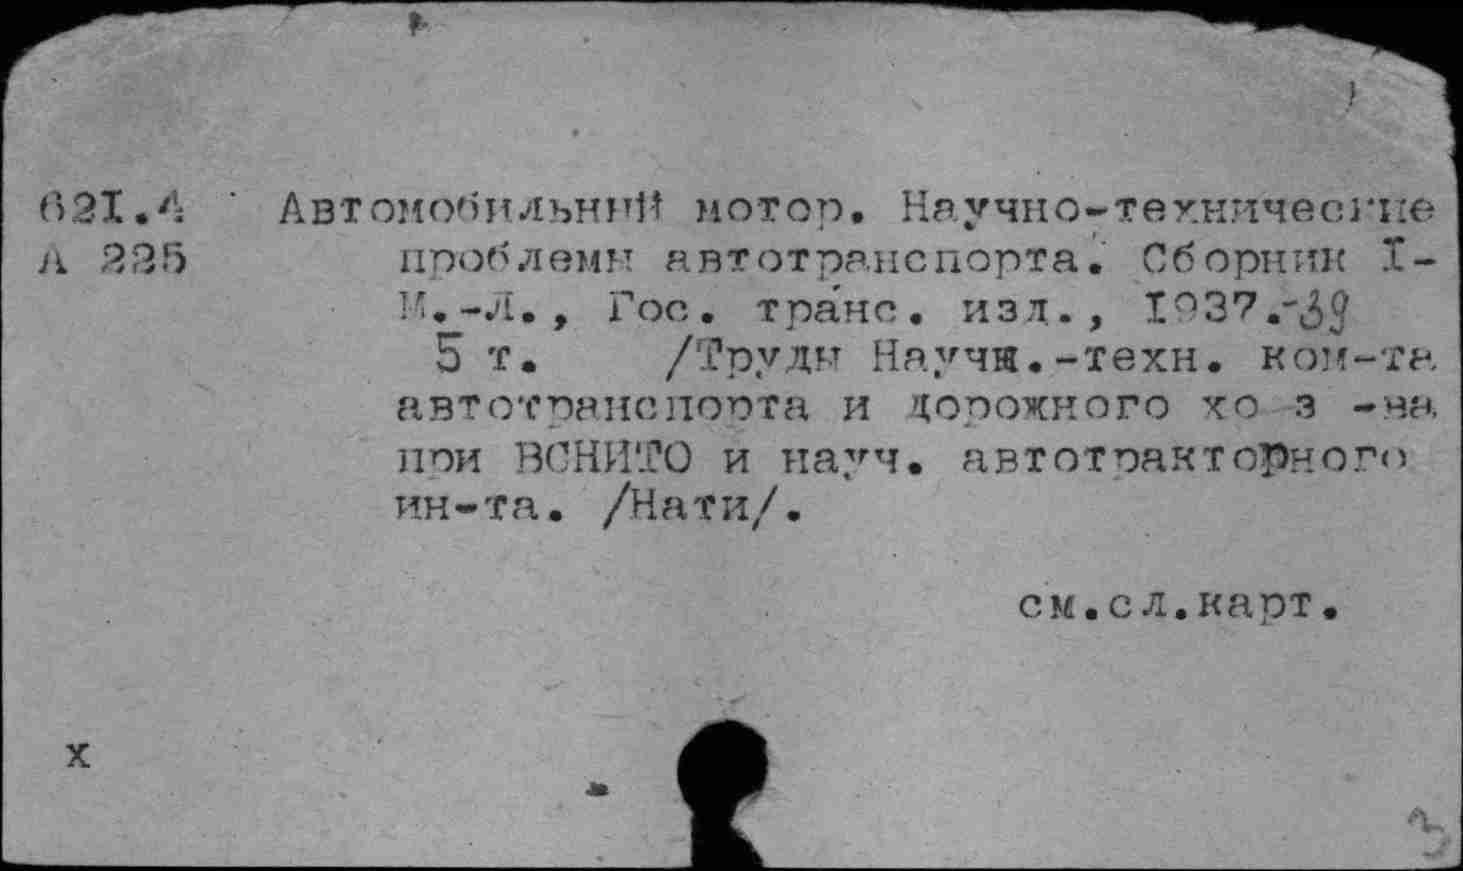 621.4 Автомобильный мотор. Научно-технические
А 225 проблемы автотранспорта. Сборник I-
М.-Л., Гос. транс. изд., 1937.-39
5 т. /Труды Научн.-техн. ком-та
автотранспорта и дорожного хо з -ва
при ВСНИТО и науч. автотракторного
ин-та. /Нати/.
см.сл.карт.
х